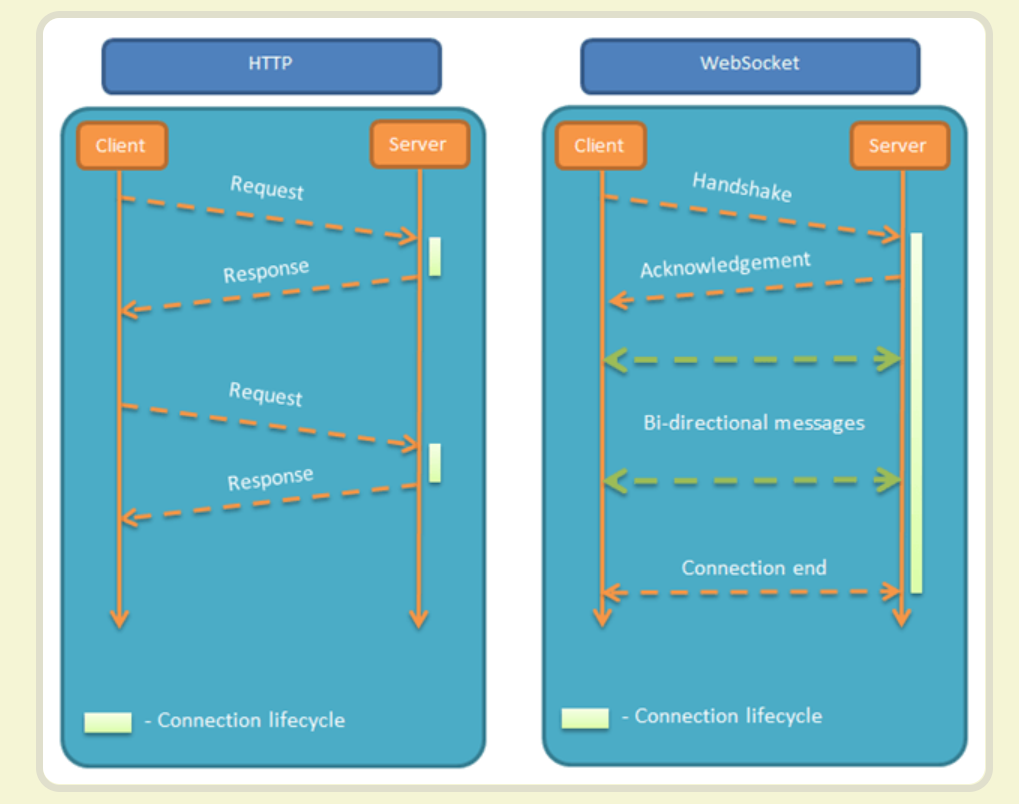 HTTP
Client
Server
Request
Response
Request
Response
- Connection lifecycle
WebSocket
Client
Server
Handshake
Acknowledgement
Bi-directional messages
Connection end
- Connection lifecycle